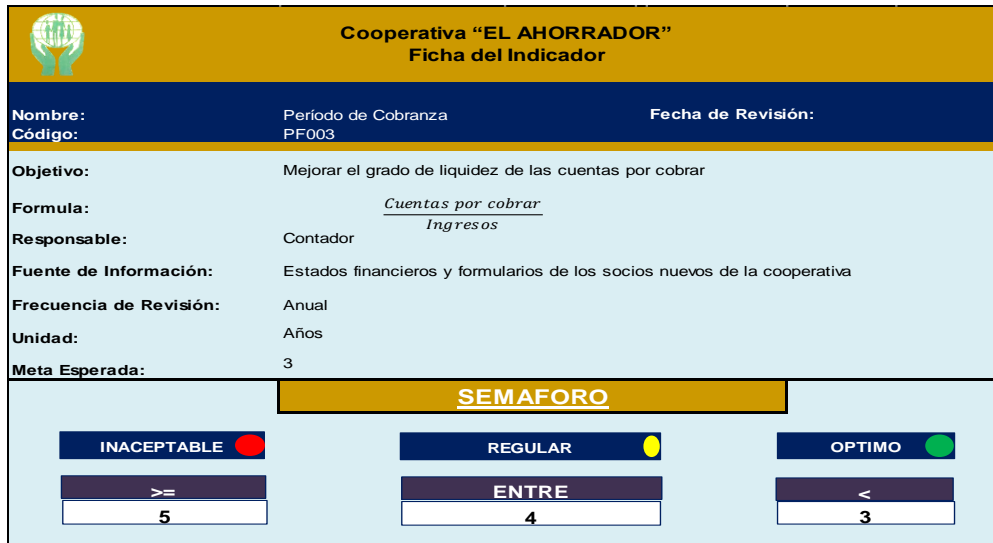 Cooperativa “EL AHORRADOR”
Ficha del Indicador
Nombre: Período de Cobranza Fecha de Revisión:
Código: PF003
Objetivo: Mejorar el grado de liquidez de las cuentas por cobrar
Formula: Cuentas por cobrar
Ingresos
Responsable: Contador
Fuente de Información: Estados financieros y formularios de los socios nuevos de la cooperativa
Frecuencia de Revisión: Anual
Unidad: Años
Meta Esperada: 3
SEMAFORO
INACEPTABLE REGULAR OPTIMO
>= ENTRE <
5 4 3